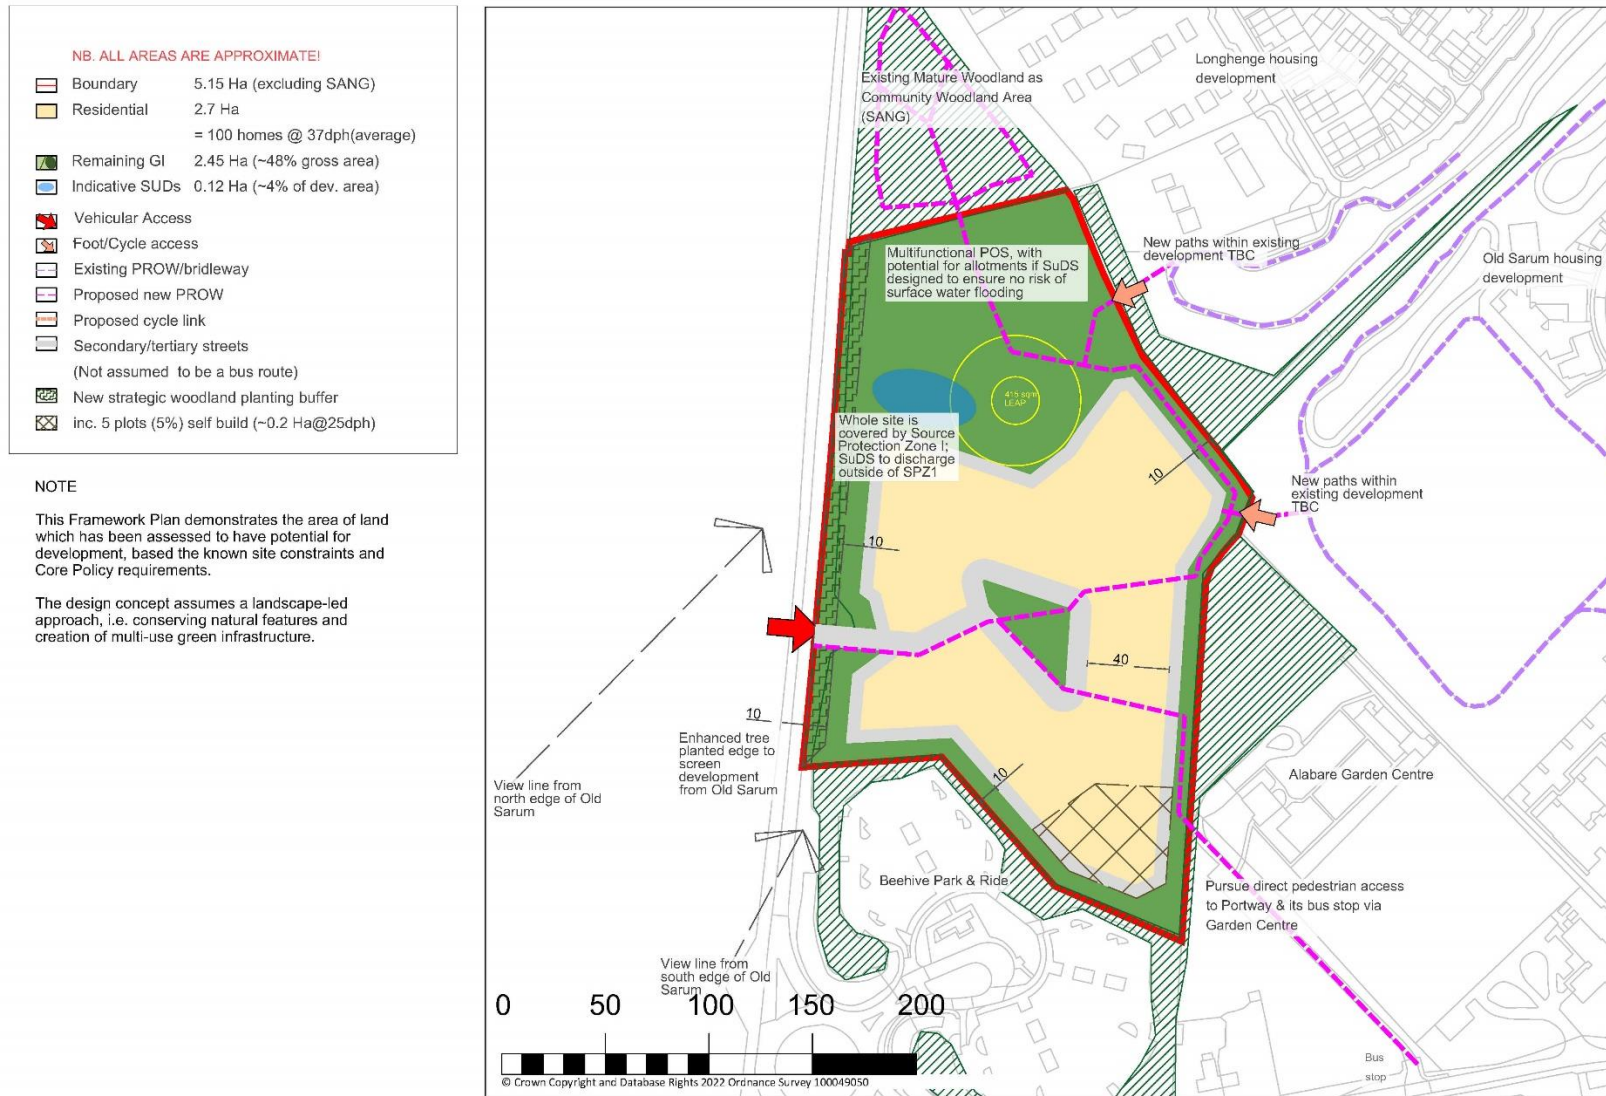 NB. ALL AREAS ARE APPROXIMATE!
Boundary 5.15 Ha (excluding SANG)
Residential 2.7 Ha
= 100 homes @ 37dph(average)
Remaining GI 2.45 Ha (~48% gross area)
Indicative SUDs 0.12 Ha (~4% of dev. area)
Vehicular Access
Foot/Cycle access
Existing PROW/bridleway
Proposed new PROW
Proposed cycle link
Secondary/tertiary streets
(Not assumed to be a bus route)
New strategic woodland planting buffer
inc. 5 plots (5%) self build (~0.2 Ha@25dph)
NOTE
This Framework Plan demonstrates the area of land
which has been assessed to have potential for
development, based the known site constraints and
Core Policy requirements.
The design concept assumes a landscape-led
approach, i.e. conserving natural features and
creation of multi-use green infrastructure.
Existing Mature Woodland as
Community Woodland Area
(SANG)
Longhenge housing
development
New paths within existing
development TBC
Old Sarum housing
development
Multifunctional POS, with
potential for allotments if SuDS
designed to ensure no risk of
surface water flooding
415 sqm
LEAP
Whole site is
covered by Source
Protection Zone I;
SuDS to discharge
outside of SPZ1
10
New paths within
existing development
TBC
10
40
10
Enhanced tree
planted edge to
screen
development
from Old Sarum
10
View line from
north edge of Old
Sarum
Alabare Garden Centre
Beehive Park & Ride
Pursue direct pedestrian access
to Portway & its bus stop via
Garden Centre
View line from
south edge of Old
Sarum
0 50 100 150 200
Bus
stop
© Crown Copyright and Database Rights 2022 Ordnance Survey 100049050